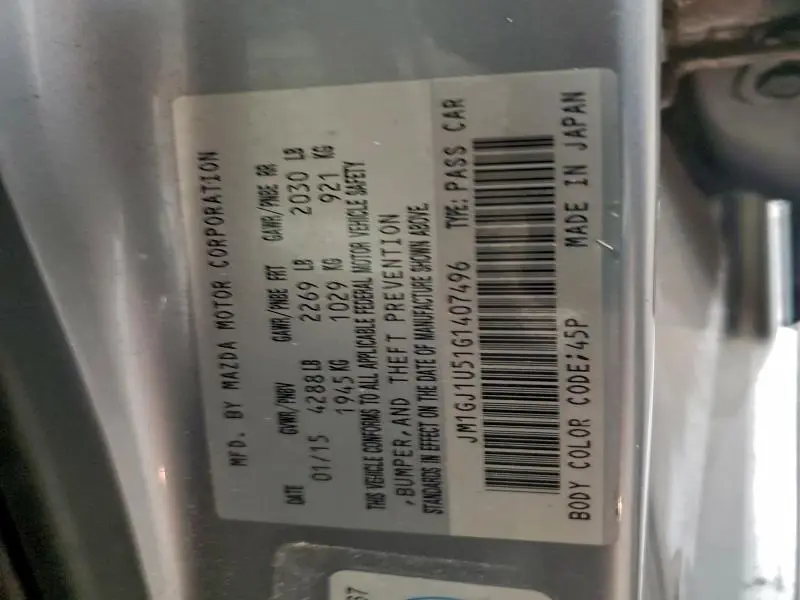 MFD. BY MAZDA MOTOR CORPORATION
DATE GVWR/PNBV GAWR/PNBE FRT GAWR/PNBE RR
01/15 4288LB 2269 LB 2030 LB
1945KG 1029 KG 921 KG
THIS VEHICLE CONFORMS TO ALL APPLICABLE FEDERAL MOTOR VEHICLE SAFETY
,BUMPER,AND THEFT PREVENTION
STANDARDS IN EFFECT ON THE DATE OF MANUFACTURE SHOWN ABOVE.
JM1GJ1U51G1407496 TYPE:PASS CAR
BODY COLOR CODE;45P MADE IN JAPAN
67